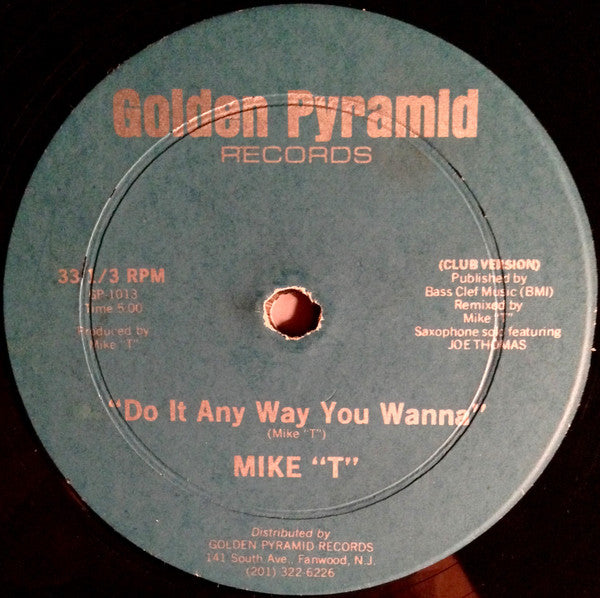 Golden Pyramid
RECORDS
33 1/3 RPM
GP-1013
Time 5:00
Produced by
Mike "T"
(CLUB VERSION)
Published by
Bass Clef Music (BMI)
Remixed by
Mike "T"
Saxophone solo featuring
JOE THOMAS
"Do It Any Way You Wanna"
(Mike "T")
MIKE "T"
Distributed by
GOLDEN PYRAMID RECORDS
141 South Ave., Fanwood, N.J.
(201) 322-6226